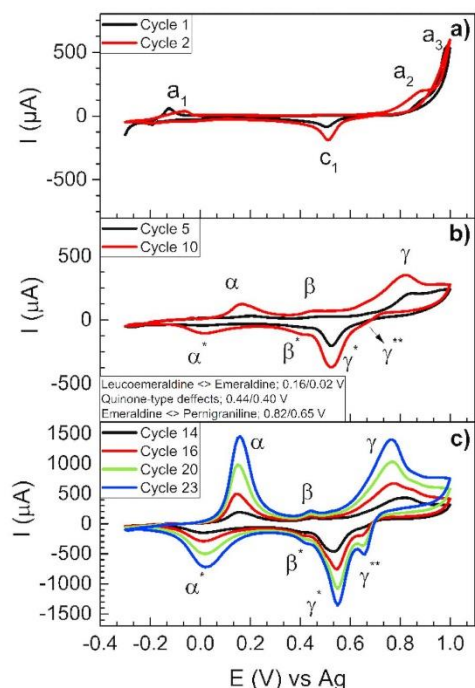 a)
Cycle 1
Cycle 2
a1
a2
a3
c1
500
0
-500
I (μA)
b)
Cycle 5
Cycle 10
α
β
γ
α*
β*
γ*
γ**
500
0
-500
I (μA)
Leucoemeraldine <> Emeraldine; 0.16/0.02 V
Quinone-type deffects; 0.44/0.40 V
Emeraldine <> Pernigraniline; 0.82/0.65 V
c)
Cycle 14
Cycle 16
Cycle 20
Cycle 23
α
β
γ
α*
β*
γ*
γ**
1500
1000
500
0
-500
-1000
-1500
I (μA)
-0.4 -0.2 0.0 0.2 0.4 0.6 0.8 1.0
E (V) vs Ag